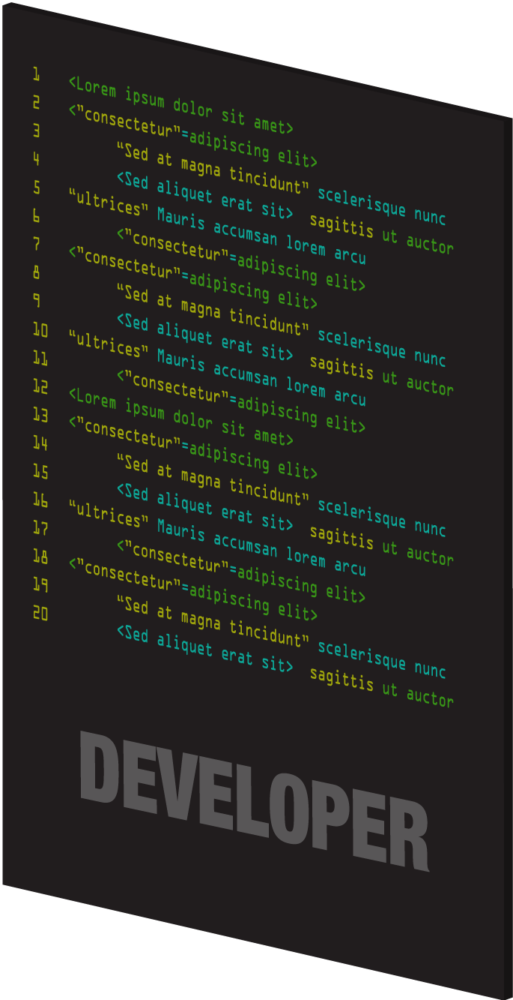 1 <Lorem ipsum dolor sit amet>
2 <”consectetur”=adipiscing elit>
3 “Sed at magna tincidunt” scelerisque nunc
4 <Sed aliquet erat sit> sagittis ut auctor
5 “ultrices” Mauris accumsan lorem arcu
6 <”consectetur”=adipiscing elit>
7 <”consectetur”=adipiscing elit>
8 “Sed at magna tincidunt” scelerisque nunc
9 <Sed aliquet erat sit> sagittis ut auctor
10 “ultrices” Mauris accumsan lorem arcu
11 <”consectetur”=adipiscing elit>
12 <Lorem ipsum dolor sit amet>
13 <”consectetur”=adipiscing elit>
14 “Sed at magna tincidunt” scelerisque nunc
15 <Sed aliquet erat sit> sagittis ut auctor
16 “ultrices” Mauris accumsan lorem arcu
17 <”consectetur”=adipiscing elit>
18 <”consectetur”=adipiscing elit>
19 “Sed at magna tincidunt” scelerisque nunc
20 <Sed aliquet erat sit> sagittis ut auctor
DEVELOPER